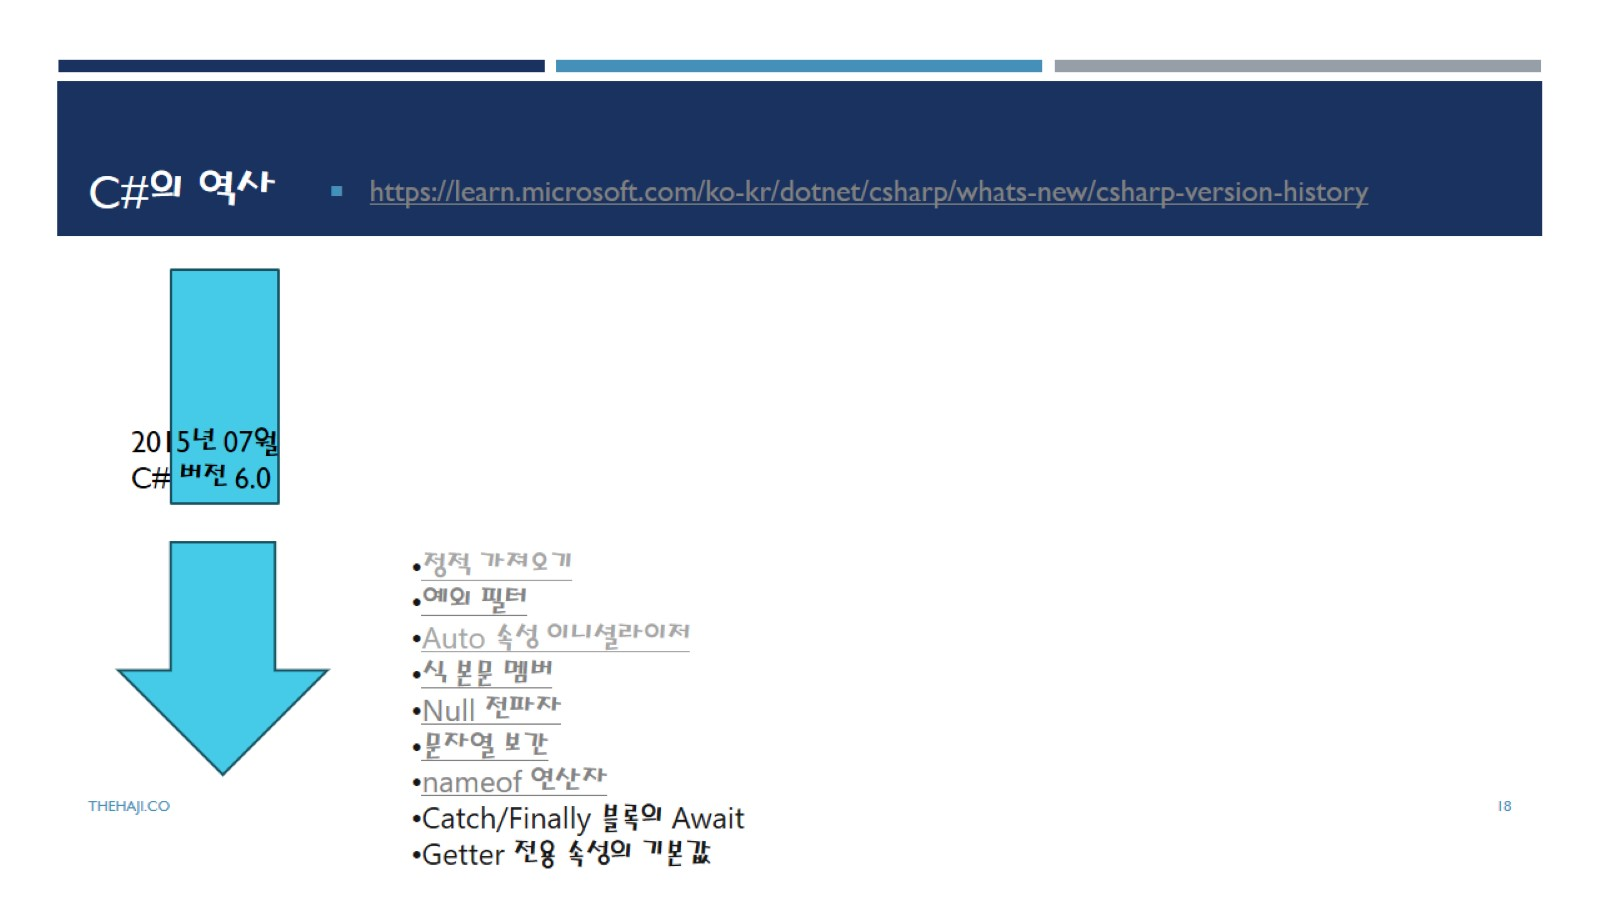 C#의 역사
▪ https://learn.microsoft.com/ko-kr/dotnet/csharp/whats-new/csharp-version-history
2015년 07월
C# 버전 6.0
•정적 가져오기
•예외 필터
•Auto 속성 이니셜라이저
•식 본문 멤버
•Null 전파자
•문자열 보간
•nameof 연산자
•Catch/Finally 블록의 Await
•Getter 전용 속성의 기본값
THEHAJI.CO
18